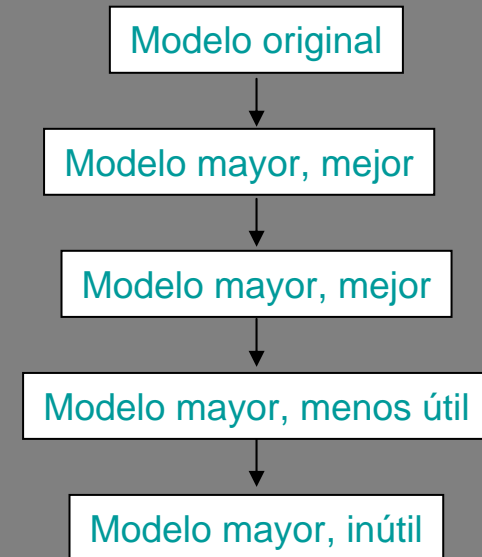 Modelo original
Modelo mayor, mejor
Modelo mayor, mejor
Modelo mayor, menos útil
Modelo mayor, inútil